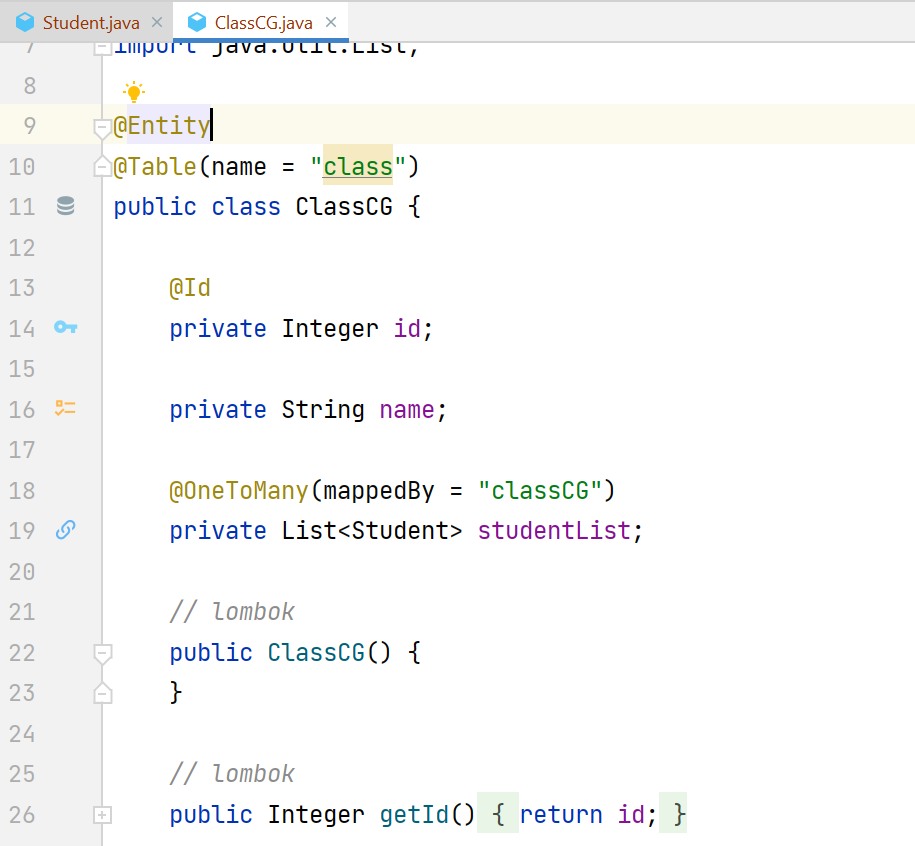 Student.java ClassCG.java
7 import java.util.List;
8
9 @Entity
10 @Table(name = "class")
11 public class ClassCG {
12
13 @Id
14 private Integer id;
15
16 private String name;
17
18 @OneToMany(mappedBy = "classCG")
19 private List<Student> studentList;
20
21 // lombok
22 public ClassCG() {
23 }
24
25 // lombok
26 public Integer getId() { return id; }